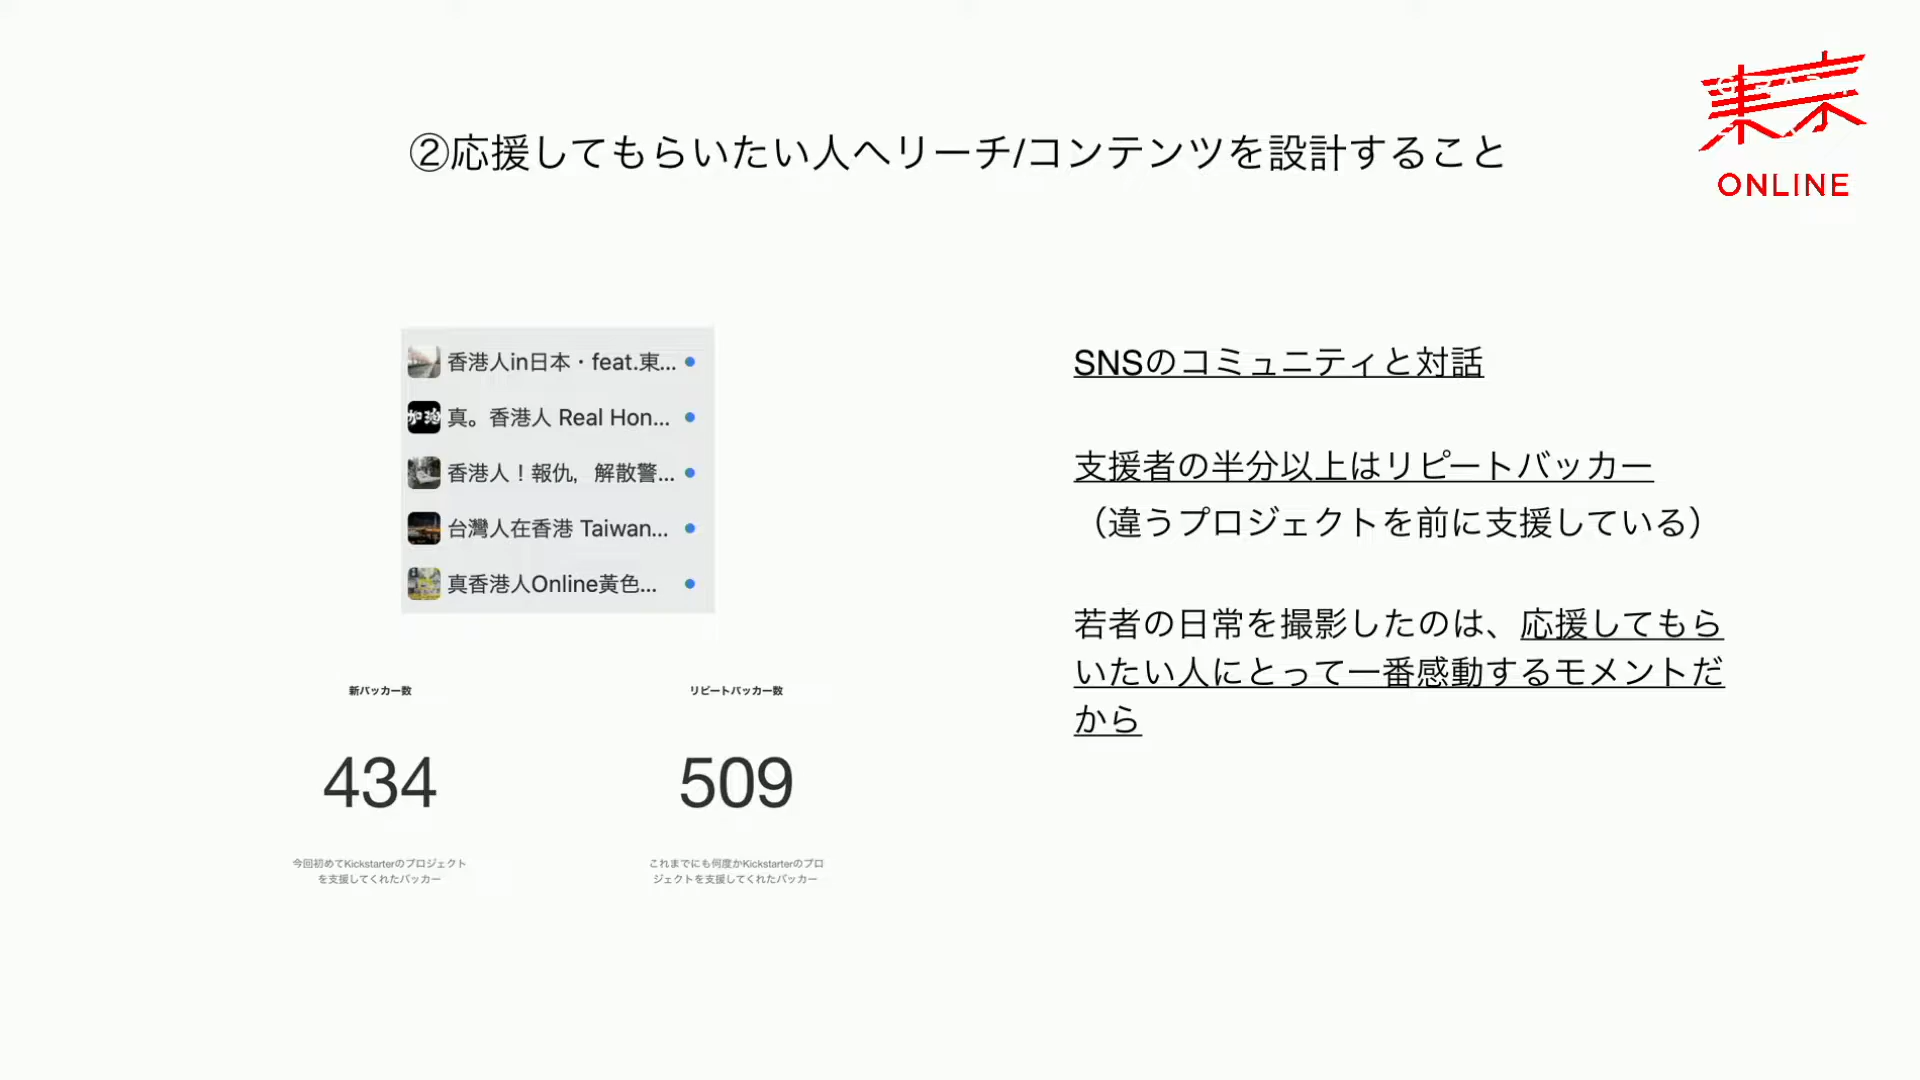 ②応援してもらいたい人へリーチ/コンテンツを設計すること
東京
ONLINE
香港人in日本・feat.東...
真。香港人 Real Hon...
香港人！報仇，解散警...
台灣人在香港 Taiwan...
真香港人Online黃色...
新バッカー数
434
今回初めてKickstarterのプロジェクト
を支援してくれたバッカー
リピートバッカー数
509
これまでにも何度かKickstarterのプロ
ジェクトを支援してくれたバッカー
SNSのコミュニティと対話
支援者の半分以上はリピートバッカー
（違うプロジェクトを前に支援している）
若者の日常を撮影したのは、応援してもら
いたい人にとって一番感動するモメントだ
から